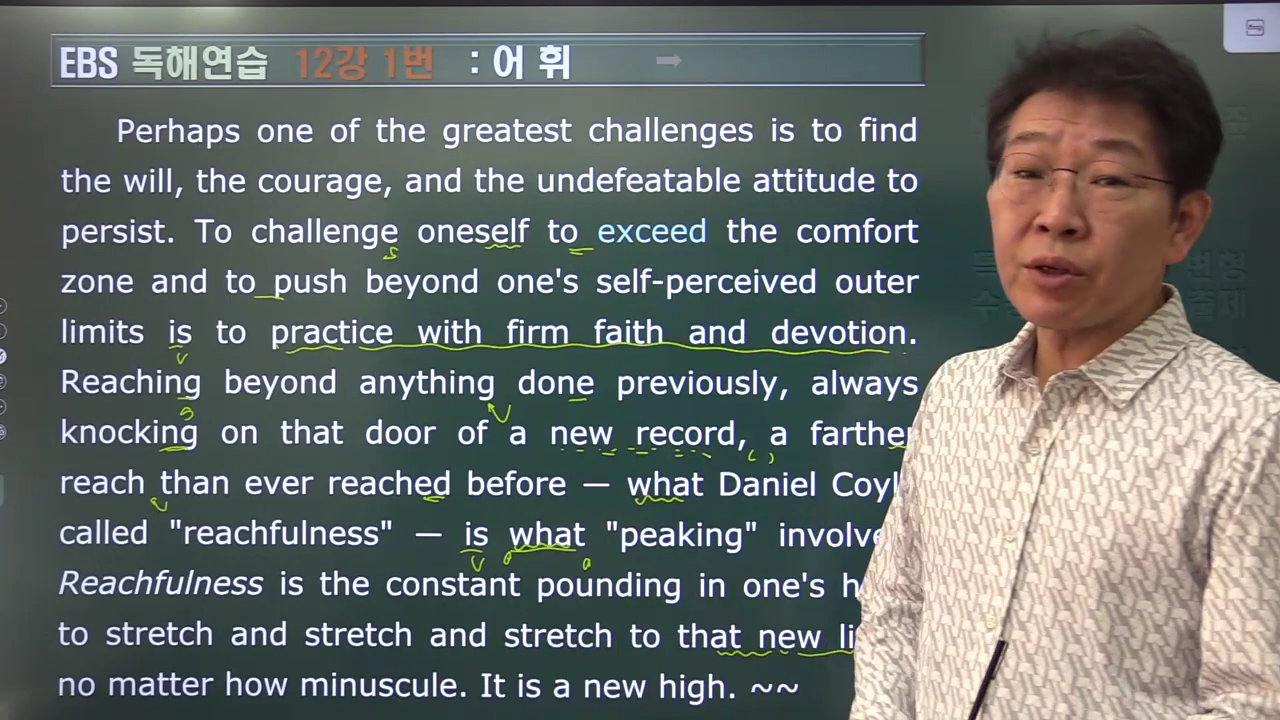 EBS 독해연습 12강 1번 : 어 휘
Perhaps one of the greatest challenges is to find
the will, the courage, and the undefeatable attitude to
persist. To challenge oneself to exceed the comfort
zone and to push beyond one's self-perceived outer
limits is to practice with firm faith and devotion.
Reaching beyond anything done previously, always
knocking on that door of a new record, a farther
reach than ever reached before — what Daniel
called "reachfulness" — is what "peaking"
Reachfulness is the constant pounding in one's
to stretch and stretch and stretch to that new
no matter how minuscule. It is a new high. ~~